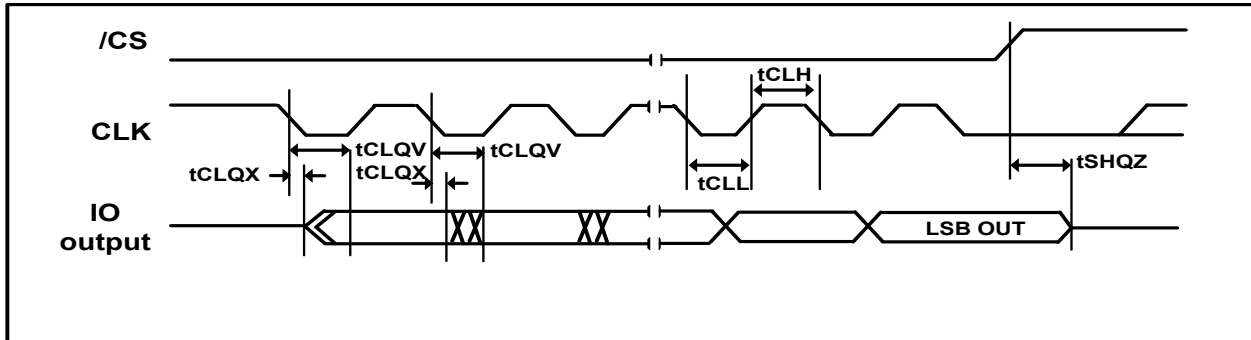 /CS
tCLH
CLK
tCLQV
tCLQV
tCLQX
tCLQX
tCLL
tSHQZ
IO
output
LSB OUT